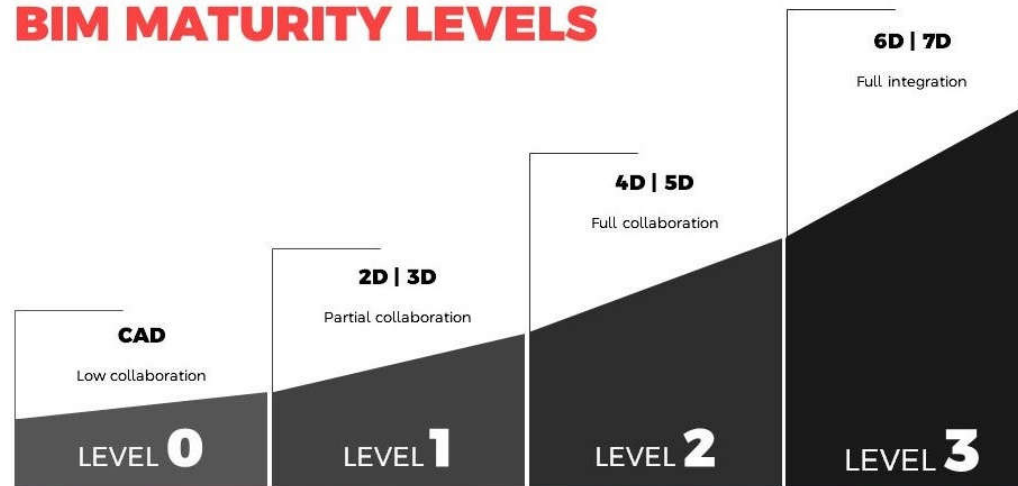 BIM MATURITY LEVELS
CAD
Low collaboration
LEVEL 0
2D | 3D
Partial collaboration
LEVEL 1
4D | 5D
Full collaboration
LEVEL 2
6D | 7D
Full integration
LEVEL 3